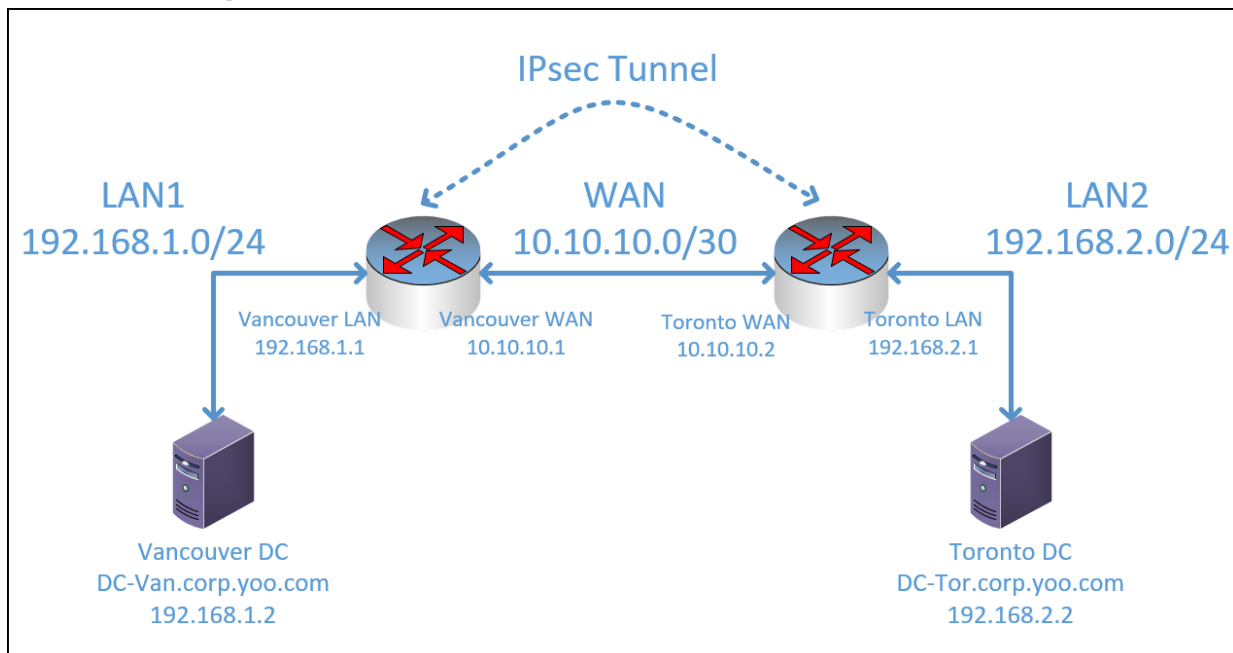 IPsec Tunnel
LAN1
192.168.1.0/24
WAN
10.10.10.0/30
LAN2
192.168.2.0/24
Vancouver LAN
192.168.1.1
Vancouver WAN
10.10.10.1
Toronto WAN
10.10.10.2
Toronto LAN
192.168.2.1
Vancouver DC
DC-Van.corp.yoo.com
192.168.1.2
Toronto DC
DC-Tor.corp.yoo.com
192.168.2.2